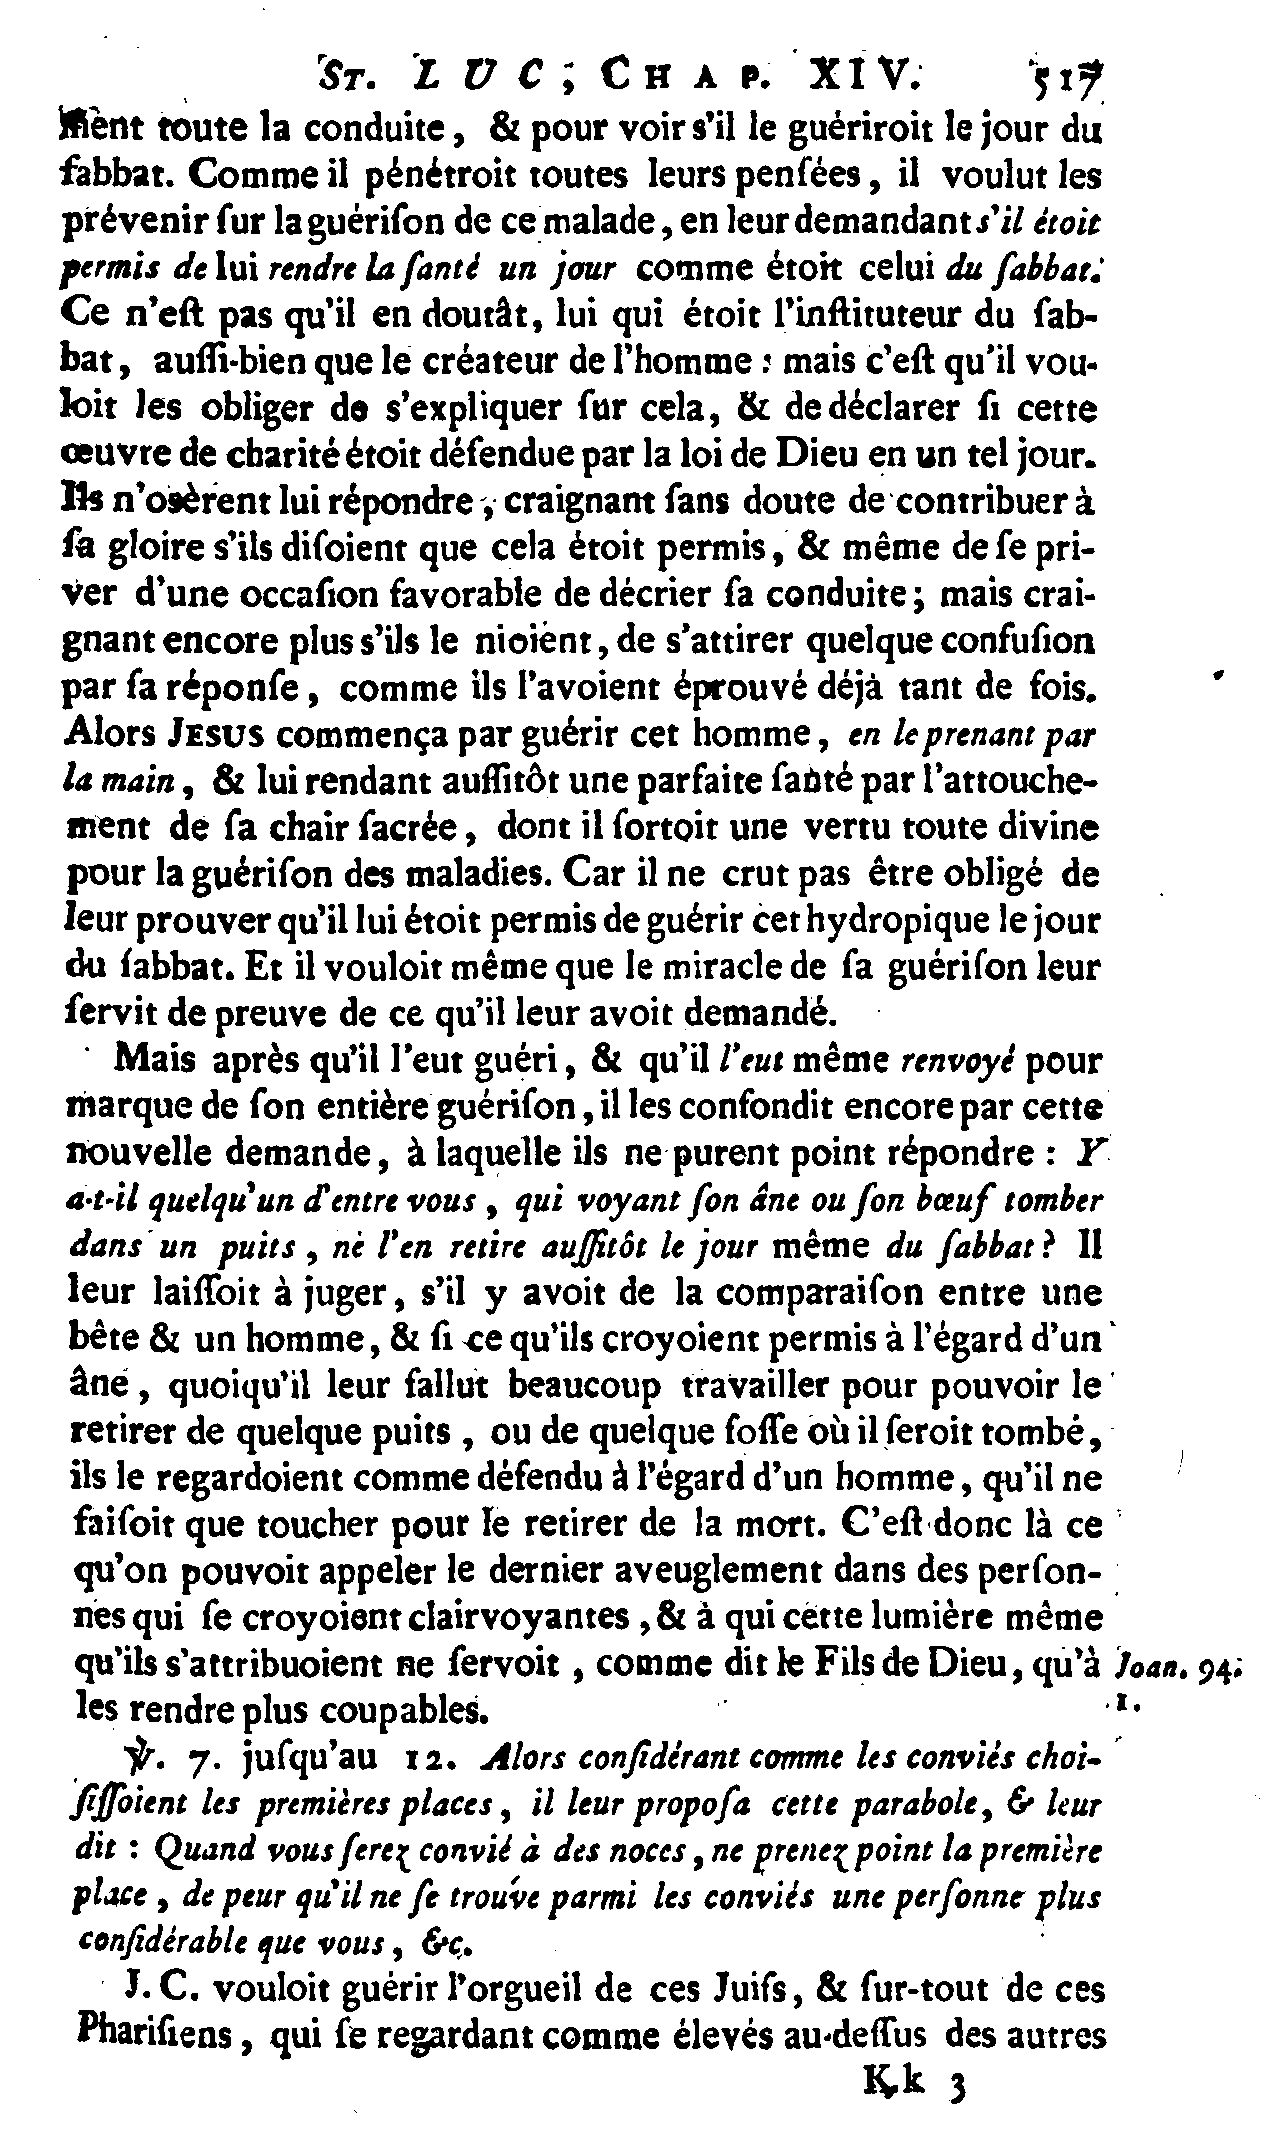 ST. LUC, CHAP. XIV. 517
ment toute la conduite, & pour voir s'il le guériroit le jour du
ſabbat. Comme il pénétroit toutes leurs penſées, il voulut les
prévenir ſur la guériſon de ce malade, en leur demandant s'il étoit
permis de lui rendre la ſanté un jour comme étoit celui du ſabbat.
Ce n'eſt pas qu'il en doutât, lui qui étoit l'inſtituteur du ſab-
bat, auſſi-bien que le créateur de l'homme : mais c'eſt qu'il vou-
loit les obliger de s'expliquer ſur cela, & de déclarer ſi cette
œuvre de charité étoit défendue par la loi de Dieu en un tel jour.
Ils n'osèrent lui répondre, craignant ſans doute de contribuer à
ſa gloire s'ils diſoient que cela étoit permis, & même de ſe pri-
ver d'une occaſion favorable de décrier ſa conduite; mais crai-
gnant encore plus s'ils le nioient, de s'attirer quelque confuſion
par ſa réponſe, comme ils l'avoient éprouvé déjà tant de fois.
Alors JESUS commença par guérir cet homme, en le prenant par
la main, & lui rendant auſſitôt une parfaite ſanté par l'attouche-
ment de ſa chair ſacrée, dont il ſortoit une vertu toute divine
pour la guériſon des maladies. Car il ne crut pas être obligé de
leur prouver qu'il lui étoit permis de guérir cet hydropique le jour
du ſabbat. Et il vouloit même que le miracle de ſa guériſon leur
ſervit de preuve de ce qu'il leur avoit demandé.
Mais après qu'il l'eut guéri, & qu'il l'eut même renvoyé pour
marque de ſon entière guériſon, il les confondit encore par cette
nouvelle demande, à laquelle ils ne purent point répondre : Y
a-t-il quelqu'un d'entre vous, qui voyant ſon âne ou ſon bœuf tomber
dans un puits, ne l'en retire auſſitôt le jour même du ſabbat? Il
leur laiſſoit à juger, s'il y avoit de la comparaiſon entre une
bête & un homme, & ſi ce qu'ils croyoient permis à l'égard d'un
âne, quoiqu'il leur fallut beaucoup travailler pour pouvoir le
retirer de quelque puits, ou de quelque foſſe où il ſeroit tombé,
ils le regardoient comme défendu à l'égard d'un homme, qu'il ne
faiſoit que toucher pour le retirer de la mort. C'eſt donc là ce
qu'on pouvoit appeler le dernier aveuglement dans des perſon-
nes qui ſe croyoient clairvoyantes, & à qui cette lumière même
qu'ils s'attribuoient ne ſervoit, comme dit le Fils de Dieu, qu'à Joan. 94.
les rendre plus coupables. 1.
℣. 7. juſqu'au 12. Alors conſidérant comme les conviés choi-
ſiſſoient les premières places, il leur propoſa cette parabole, & leur
dit : Quand vous ſerez convié à des noces, ne prenez point la première
place, de peur qu'il ne ſe trouve parmi les conviés une perſonne plus
conſidérable que vous, &c.
J. C. vouloit guérir l'orgueil de ces Juifs, & ſur-tout de ces
Phariſiens, qui ſe regardant comme élevés au-deſſus des autres
Kk 3